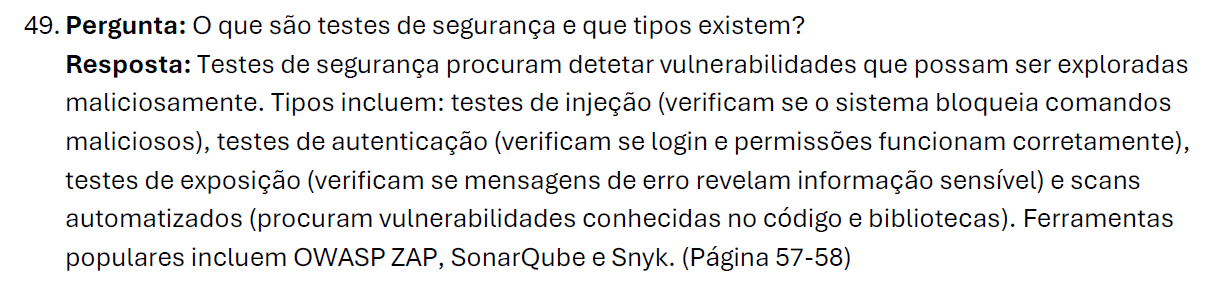 49. Pergunta: O que são testes de segurança e que tipos existem?
Resposta: Testes de segurança procuram detetar vulnerabilidades que possam ser exploradas
maliciosamente. Tipos incluem: testes de injeção (verificam se o sistema bloqueia comandos
maliciosos), testes de autenticação (verificam se login e permissões funcionam corretamente),
testes de exposição (verificam se mensagens de erro revelam informação sensível) e scans
automatizados (procuram vulnerabilidades conhecidas no código e bibliotecas). Ferramentas
populares incluem OWASP ZAP, SonarQube e Snyk. (Página 57-58)